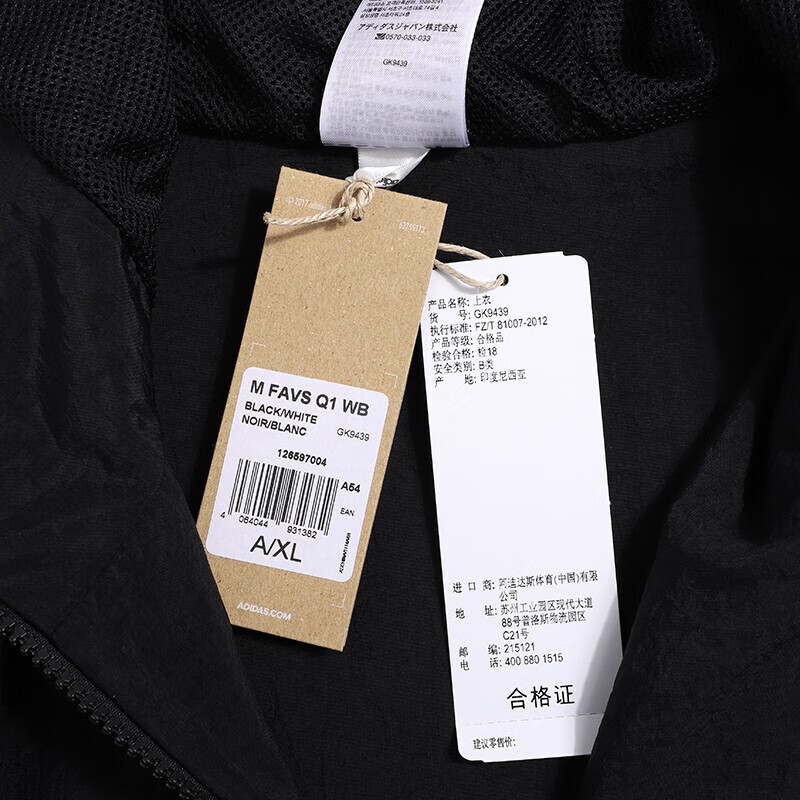 アディダスジャパン株式会社
0570-033-033
GK9439
© 2017 adidas
M FAVS Q1 WB
BLACK/WHITE
NOIR/BLANC
GK9439
126597004
A54
EAN
4 064044 931382
A/XL
ADIDAS.COM
产品名称: 上衣
货 号: GK9439
执行标准: FZ/T 81007-2012
产品等级: 合格品
检验合格: 检18
安全类别: B类
产 地: 印度尼西亚
进 口 商: 阿迪达斯体育(中国)有限
公司
地 址: 苏州工业园区现代大道
88号普洛斯物流园区
C21号
邮 编: 215121
电 话: 400 880 1515
合格证
建议零售价: